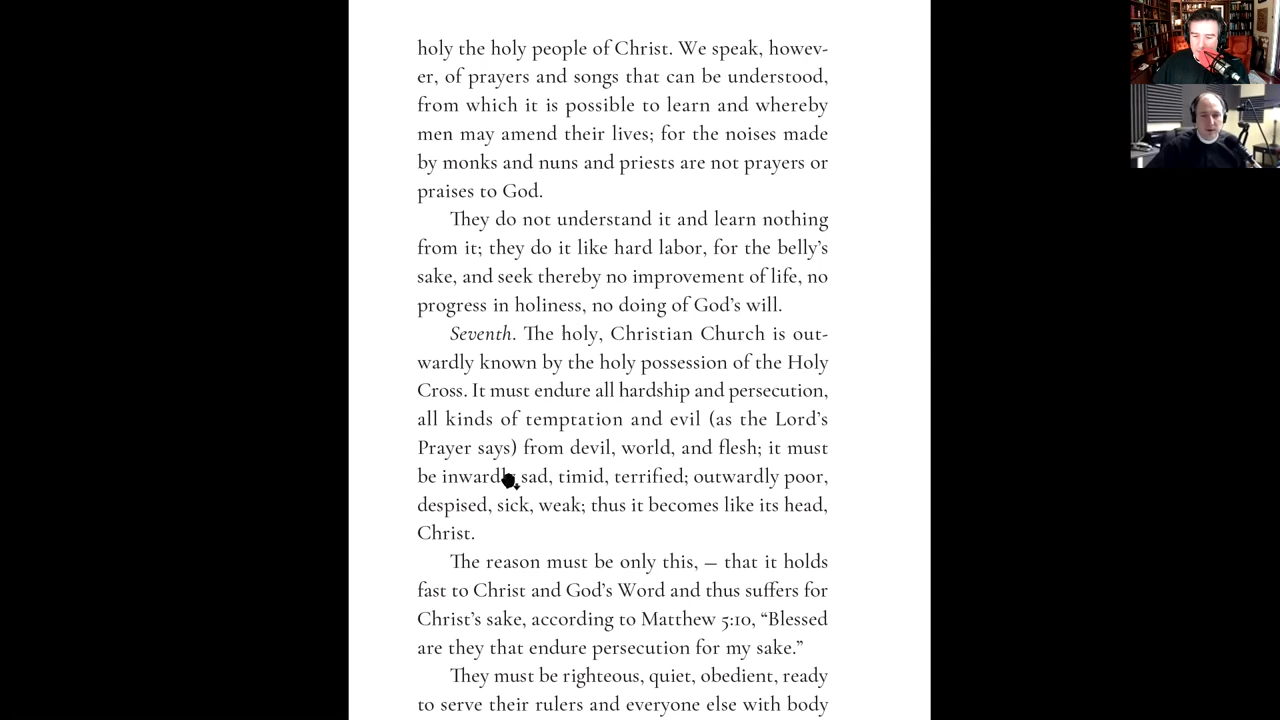 holy the holy people of Christ. We speak, howev-
er, of prayers and songs that can be understood,
from which it is possible to learn and whereby
men may amend their lives; for the noises made
by monks and nuns and priests are not prayers or
praises to God.
They do not understand it and learn nothing
from it; they do it like hard labor, for the belly’s
sake, and seek thereby no improvement of life, no
progress in holiness, no doing of God’s will.
Seventh. The holy, Christian Church is out-
wardly known by the holy possession of the Holy
Cross. It must endure all hardship and persecution,
all kinds of temptation and evil (as the Lord’s
Prayer says) from devil, world, and flesh; it must
be inwardly sad, timid, terrified; outwardly poor,
despised, sick, weak; thus it becomes like its head,
Christ.
The reason must be only this, — that it holds
fast to Christ and God’s Word and thus suffers for
Christ’s sake, according to Matthew 5:10, “Blessed
are they that endure persecution for my sake.”
They must be righteous, quiet, obedient, ready
to serve their rulers and everyone else with body